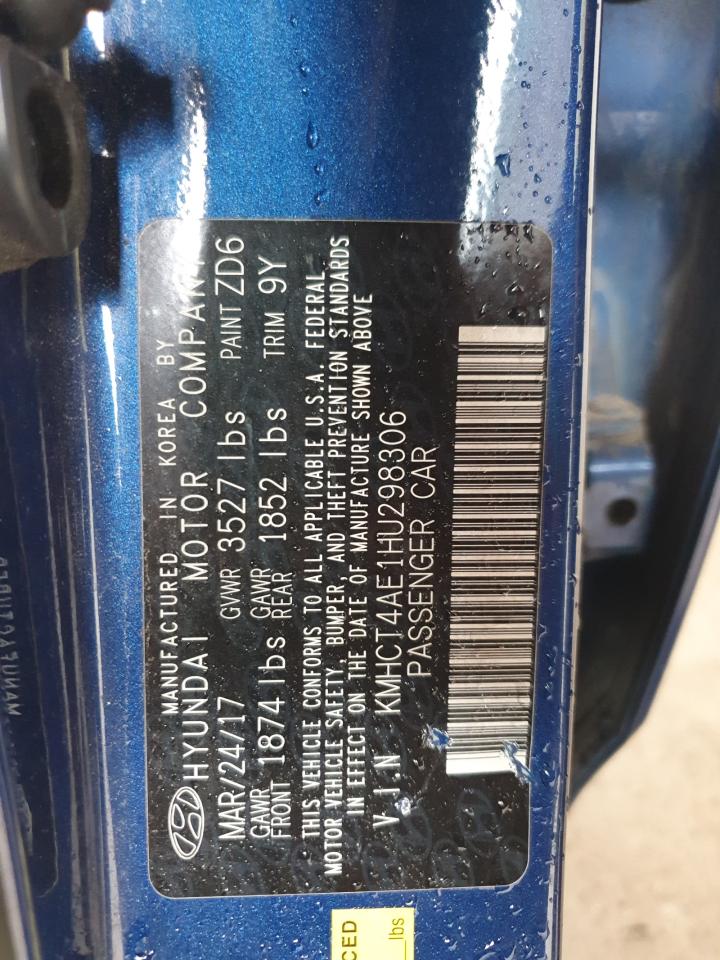 MANUFACTURED IN KOREA BY
HYUNDAI MOTOR COMPANY
MAR/24/17 GVWR 3527 lbs PAINT ZD6
GAWR FRONT 1874 lbs GAWR REAR 1852 lbs TRIM 9Y
THIS VEHICLE CONFORMS TO ALL APPLICABLE U.S.A. FEDERAL
MOTOR VEHICLE SAFETY, BUMPER, AND THEFT PREVENTION STANDARDS
IN EFFECT ON THE DATE OF MANUFACTURE SHOWN ABOVE
V.I.N KMHCT4AE1HU298306
PASSENGER CAR
CED
lbs